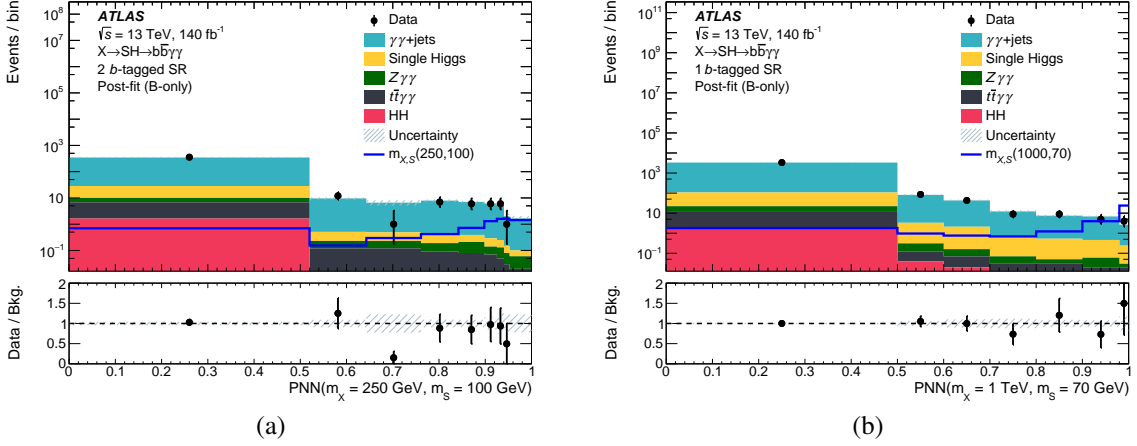 ATLAS
√s = 13 TeV, 140 fb⁻¹
X→SH→bb̅γγ
2 b-tagged SR
Post-fit (B-only)
Data
γγ+jets
Single Higgs
Zγγ
tt̅γγ
HH
Uncertainty
m_X,S(250,100)
Events / bin
10⁸
10⁷
10⁵
10³
10
10⁻¹
Data / Bkg.
2
1.5
1
0.5
0
0 0.1 0.2 0.3 0.4 0.5 0.6 0.7 0.8 0.9 1
PNN(m_X = 250 GeV, m_S = 100 GeV)
(a)
ATLAS
√s = 13 TeV, 140 fb⁻¹
X→SH→bb̅γγ
1 b-tagged SR
Post-fit (B-only)
Data
γγ+jets
Single Higgs
Zγγ
tt̅γγ
HH
Uncertainty
m_X,S(1000,70)
Events / bin
10¹¹
10⁹
10⁷
10⁵
10³
10
10⁻¹
Data / Bkg.
2
1.5
1
0.5
0
0 0.1 0.2 0.3 0.4 0.5 0.6 0.7 0.8 0.9 1
PNN(m_X = 1 TeV, m_S = 70 GeV)
(b)